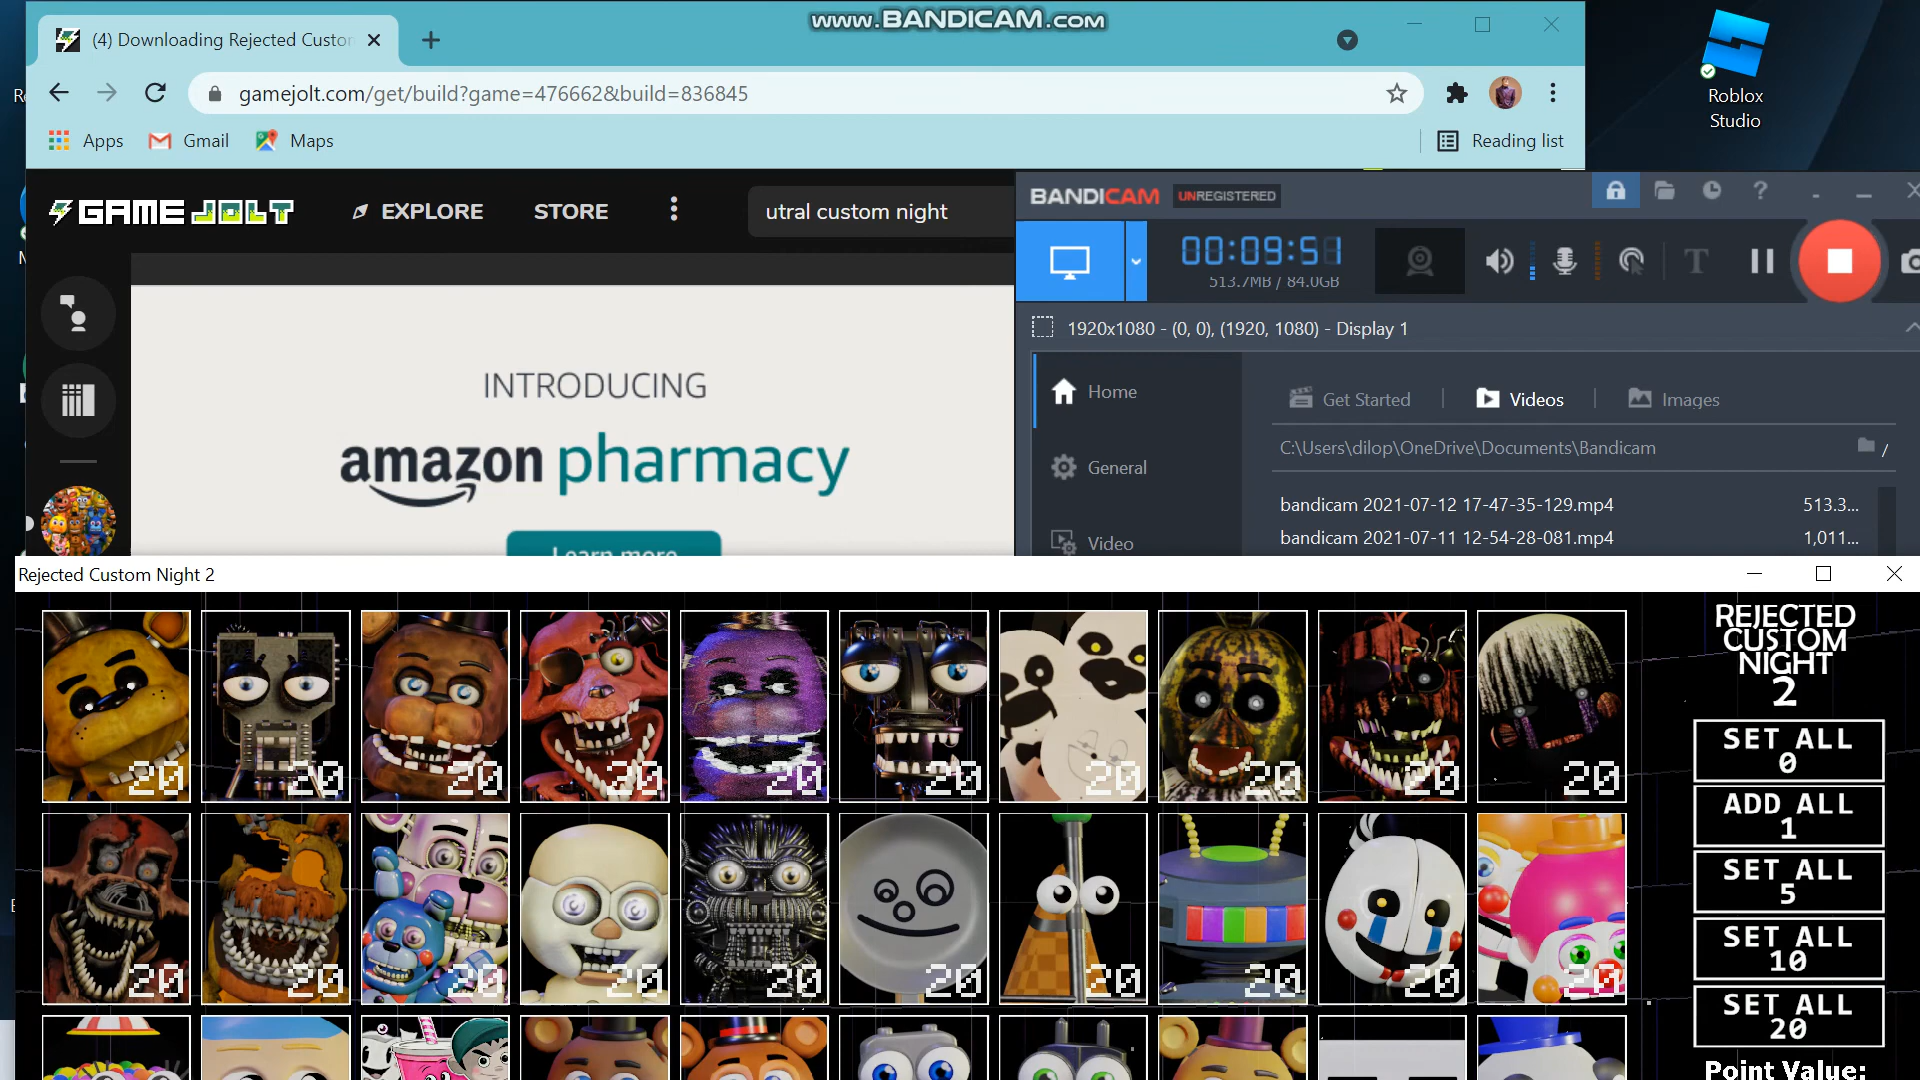 www.BANDICAM.com
(4) Downloading Rejected Custo
gamejolt.com/get/build?game=476662&build=836845
Apps
Gmail
Maps
Reading list
Roblox
Studio
GAME JOLT
EXPLORE
STORE
utral custom night
BANDICAM
UNREGISTERED
00:09:51
513.7MB / 84.0GB
1920x1080 - (0, 0), (1920, 1080) - Display 1
Home
General
Video
Get Started
Videos
Images
C:\Users\dilop\OneDrive\Documents\Bandicam
/
bandicam 2021-07-12 17-47-35-129.mp4
513.3...
bandicam 2021-07-11 12-54-28-081.mp4
1,011...
INTRODUCING
amazon pharmacy
Learn more
Rejected Custom Night 2
20 20 20 20 20 20 20 20 20 20
20 20 20 20 20 20 20 20 20 20
REJECTED
CUSTOM
NIGHT
2
SET ALL
0
ADD ALL
1
SET ALL
5
SET ALL
10
SET ALL
20
Point Value: